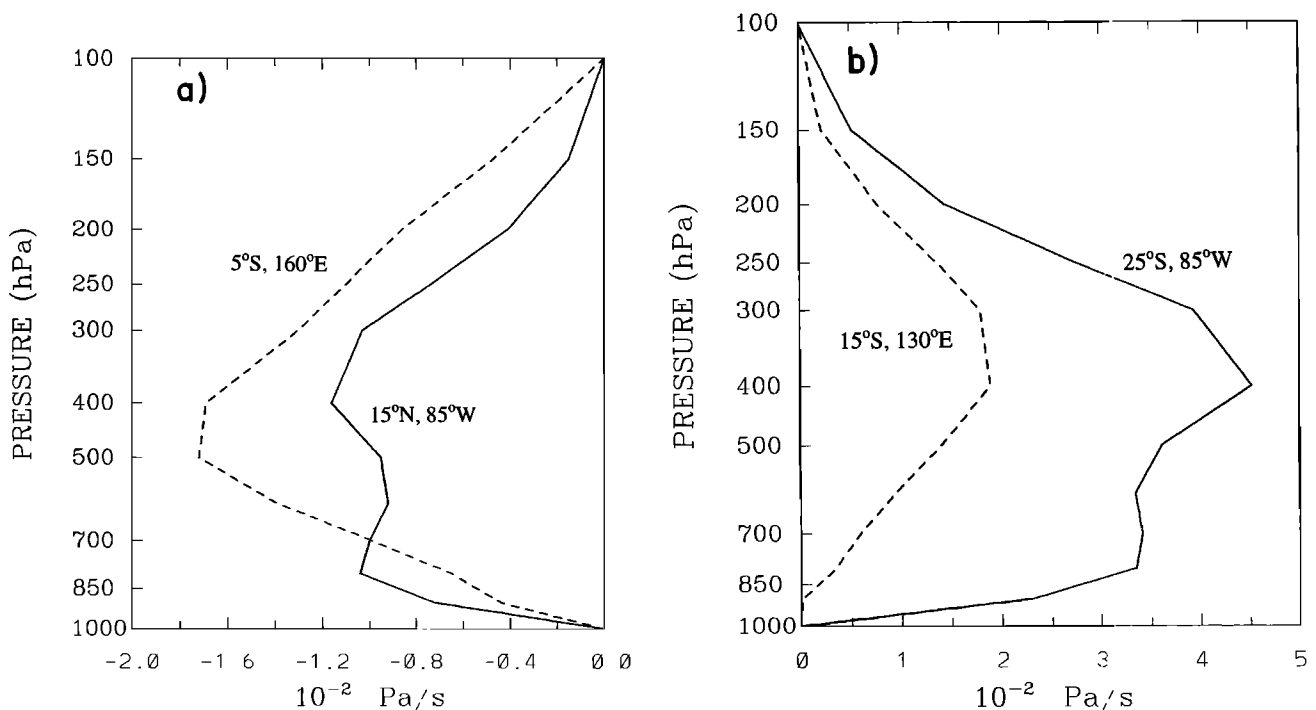 a)
100
150
200
250
300
400
500
700
850
1000
PRESSURE (hPa)
5°S, 160°E
15°N, 85°W
-2.0 -1 6 -1.2 -0.8 -0.4 0 0
10⁻² Pa/s
b)
100
150
200
250
300
400
500
700
850
1000
PRESSURE (hPa)
25°S, 85°W
15°S, 130°E
0 1 2 3 4 5
10⁻² Pa/s